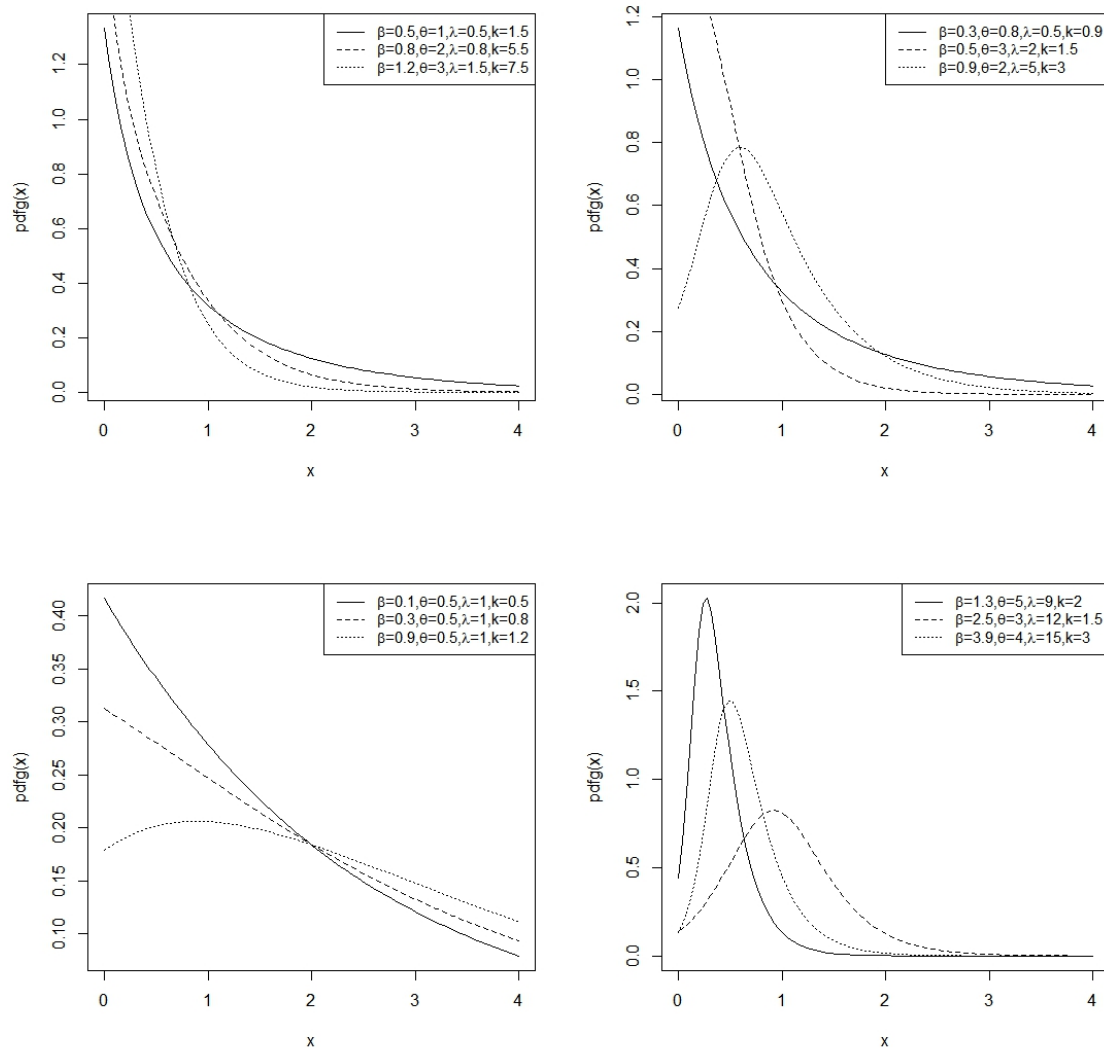 β=0.5,θ=1,λ=0.5,k=1.5
β=0.8,θ=2,λ=0.8,k=5.5
β=1.2,θ=3,λ=1.5,k=7.5
pdfg(x)
0.0 0.2 0.4 0.6 0.8 1.0 1.2
0 1 2 3 4
x
β=0.3,θ=0.8,λ=0.5,k=0.9
β=0.5,θ=3,λ=2,k=1.5
β=0.9,θ=2,λ=5,k=3
pdfg(x)
0.0 0.2 0.4 0.6 0.8 1.0 1.2
0 1 2 3 4
x
β=0.1,θ=0.5,λ=1,k=0.5
β=0.3,θ=0.5,λ=1,k=0.8
β=0.9,θ=0.5,λ=1,k=1.2
pdfg(x)
0.10 0.15 0.20 0.25 0.30 0.35 0.40
0 1 2 3 4
x
β=1.3,θ=5,λ=9,k=2
β=2.5,θ=3,λ=12,k=1.5
β=3.9,θ=4,λ=15,k=3
pdfg(x)
0.0 0.5 1.0 1.5 2.0
0 1 2 3 4
x